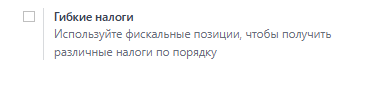 Гибкие налоги
Используйте фискальные позиции, чтобы получить
различные налоги по порядку